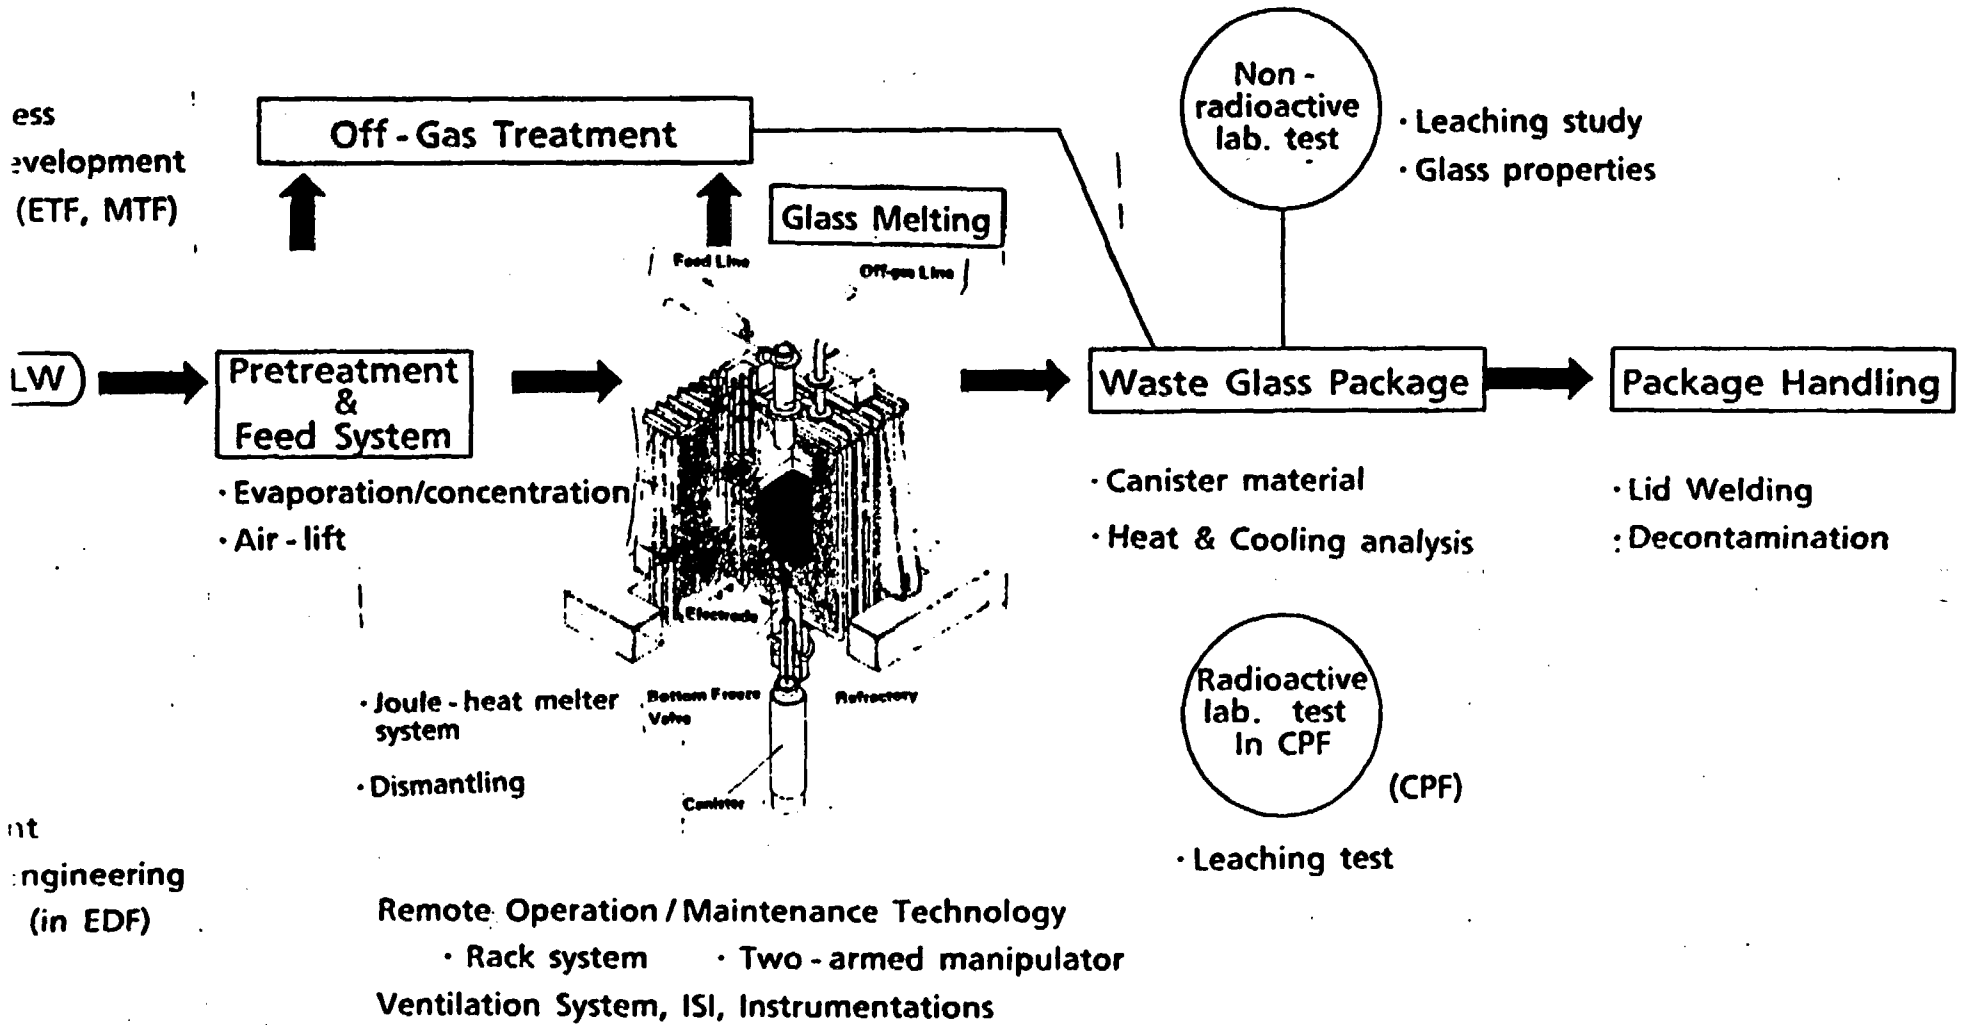 Non -
radioactive
lab. test
· Leaching study
· Glass properties
ess
evelopment
(ETF, MTF)
Off - Gas Treatment
Glass Melting
Feed Line
Off-gas Line
LW
Pretreatment
&
Feed System
Waste Glass Package
Package Handling
· Evaporation/concentration
· Air - lift
· Canister material
· Heat & Cooling analysis
· Lid Welding
· Decontamination
Electrode
· Joule - heat melter
system
· Dismantling
Bottom Freeze
Valve
Refractory
Canister
Radioactive
lab. test
In CPF
(CPF)
· Leaching test
nt
ngineering
(in EDF)
Remote Operation / Maintenance Technology
· Rack system · Two - armed manipulator
Ventilation System, ISI, Instrumentations